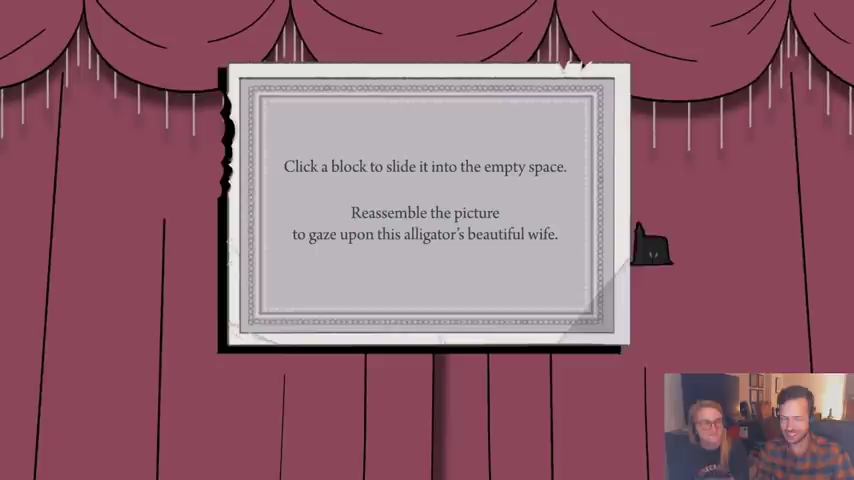 Click a block to slide it into the empty space.
Reassemble the picture
to gaze upon this alligator's beautiful wife.